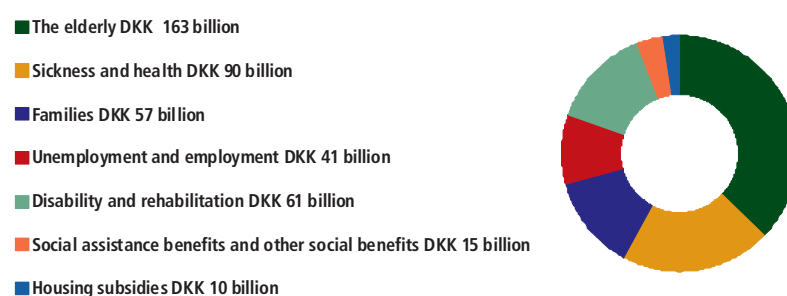 The elderly DKK 163 billion
Sickness and health DKK 90 billion
Families DKK 57 billion
Unemployment and employment DKK 41 billion
Disability and rehabilitation DKK 61 billion
Social assistance benefits and other social benefits DKK 15 billion
Housing subsidies DKK 10 billion